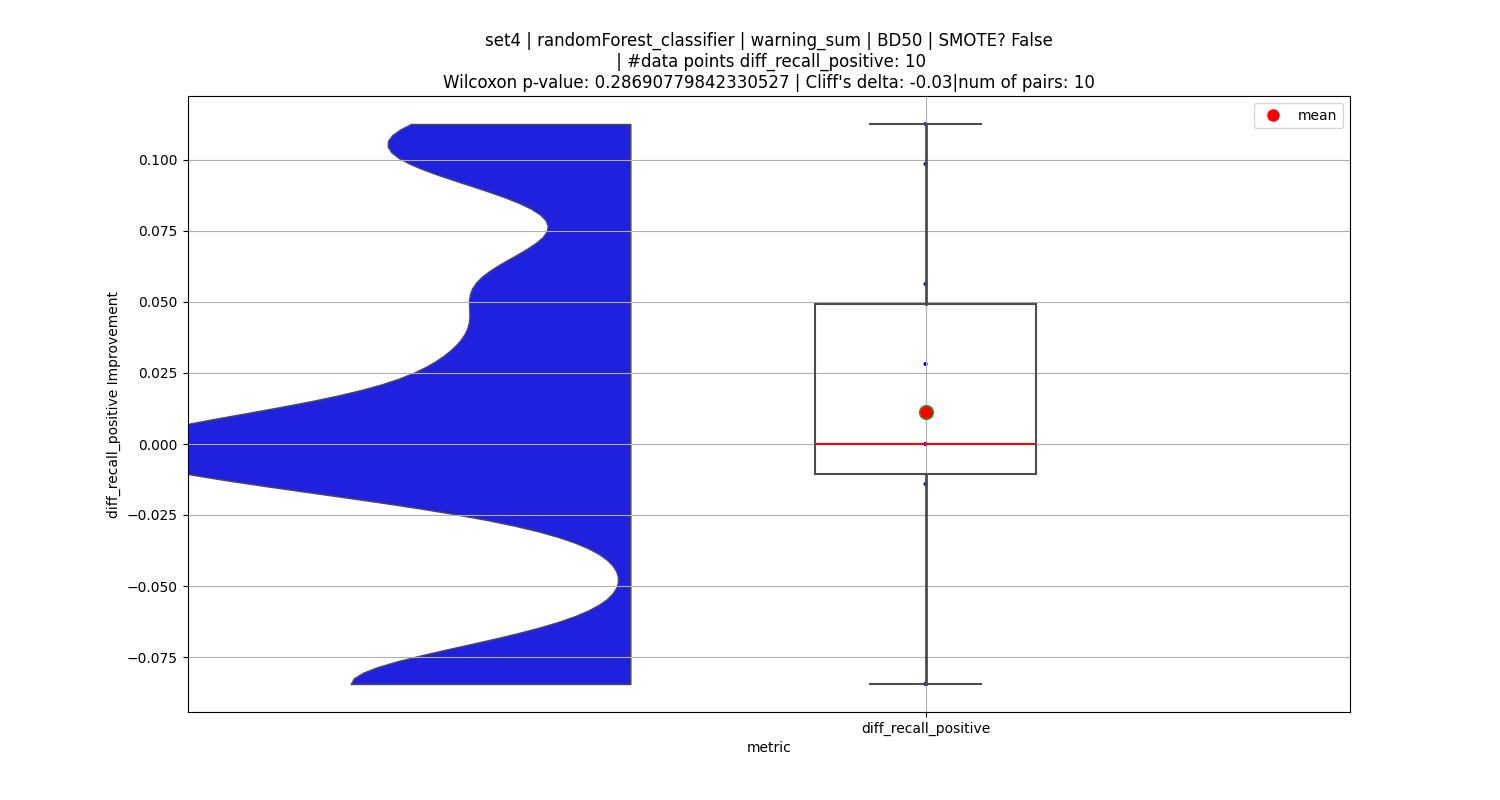 set4 | randomForest_classifier | warning_sum | BD50 | SMOTE? False
| #data points diff_recall_positive: 10
Wilcoxon p-value: 0.28690779842330527 | Cliff's delta: -0.03|num of pairs: 10
mean
0.100
0.075
0.050
0.025
0.000
−0.025
−0.050
−0.075
diff_recall_positive Improvement
diff_recall_positive
metric